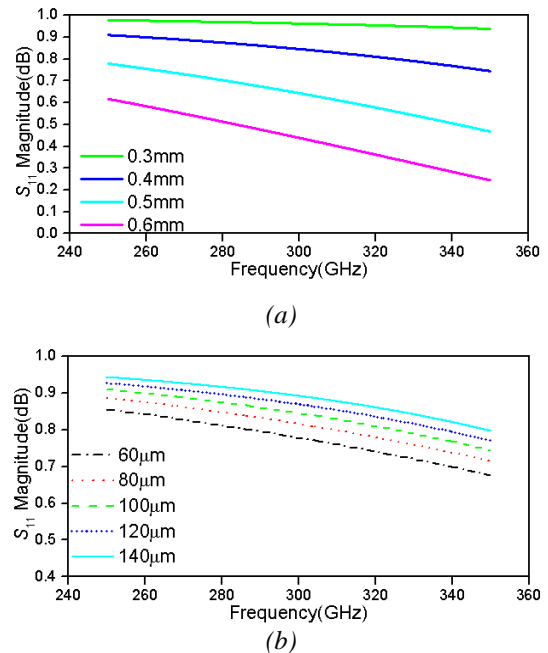 S11 Magnitude(dB)
1.0
0.9
0.8
0.7
0.6
0.5
0.4
0.3
0.2
0.1
0.0
0.3mm
0.4mm
0.5mm
0.6mm
240 260 280 300 320 340 360
Frequency(GHz)
(a)
S11 Magnitude(dB)
1.0
0.9
0.8
0.7
0.6
0.5
0.4
60μm
80μm
100μm
120μm
140μm
240 260 280 300 320 340 360
Frequency(GHz)
(b)